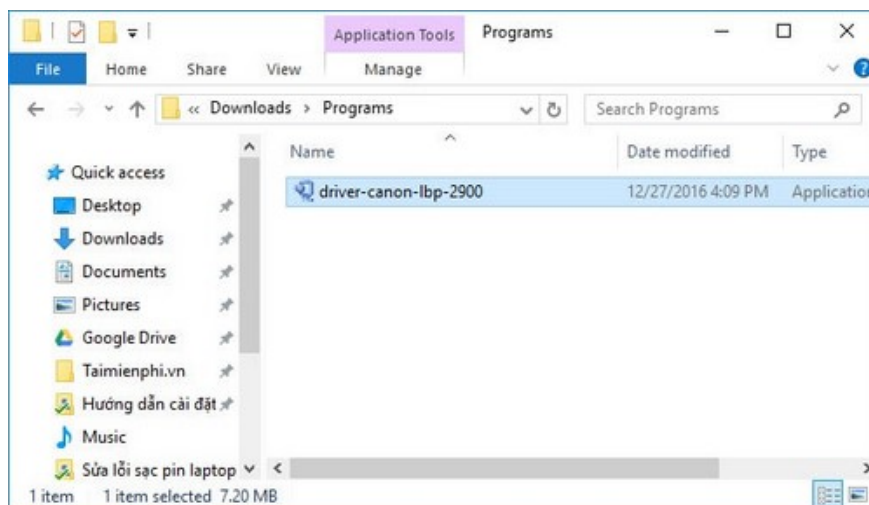 Application Tools Programs
File Home Share View Manage
« Downloads › Programs Search Programs
Name Date modified Type
Quick access
driver-canon-lbp-2900 12/27/2016 4:09 PM Application
Desktop
Downloads
Documents
Pictures
Google Drive
Taimienphi.vn
Hướng dẫn cài đặt
Music
Sửa lỗi sạc pin laptop
1 item 1 item selected 7.20 MB